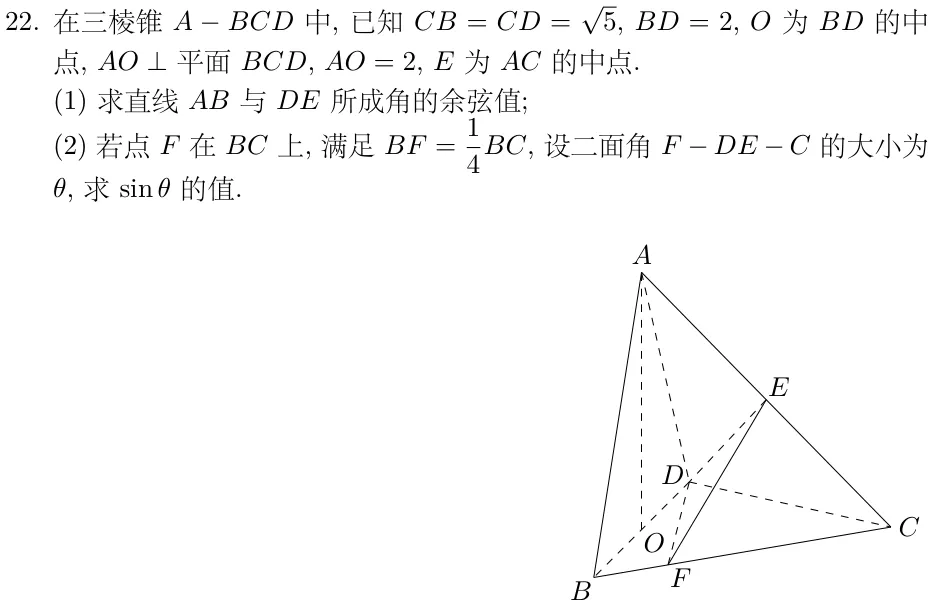 22. 在三棱锥 A − BCD 中, 已知 CB = CD = √5, BD = 2, O 为 BD 的中
点, AO ⊥ 平面 BCD, AO = 2, E 为 AC 的中点.
(1) 求直线 AB 与 DE 所成角的余弦值;
(2) 若点 F 在 BC 上, 满足 BF = 1/4 BC, 设二面角 F − DE − C 的大小为
θ, 求 sin θ 的值.
A
E
D
C
O
F
B